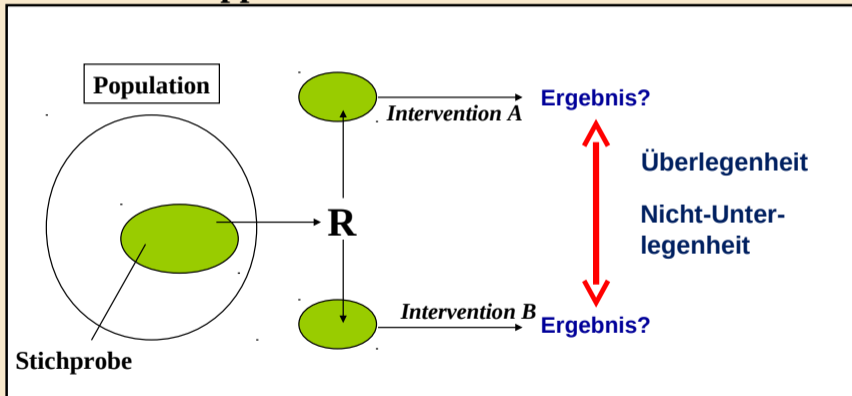 Population
Intervention A
Ergebnis?
Überlegenheit
Nicht-Unter-
legenheit
R
Intervention B
Ergebnis?
Stichprobe